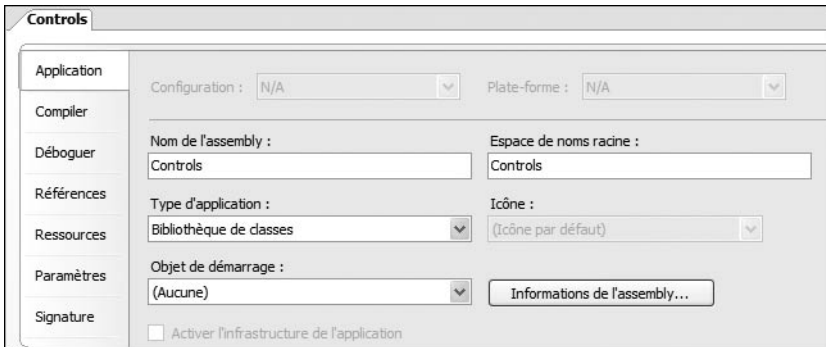 Controls
Application
Compiler
Déboguer
Références
Ressources
Paramètres
Signature
Configuration : N/A Plate-forme : N/A
Nom de l'assembly : Espace de noms racine :
Controls Controls
Type d'application : Icône :
Bibliothèque de classes (Icône par défaut)
Objet de démarrage :
(Aucune) Informations de l'assembly...
Activer l'infrastructure de l'application